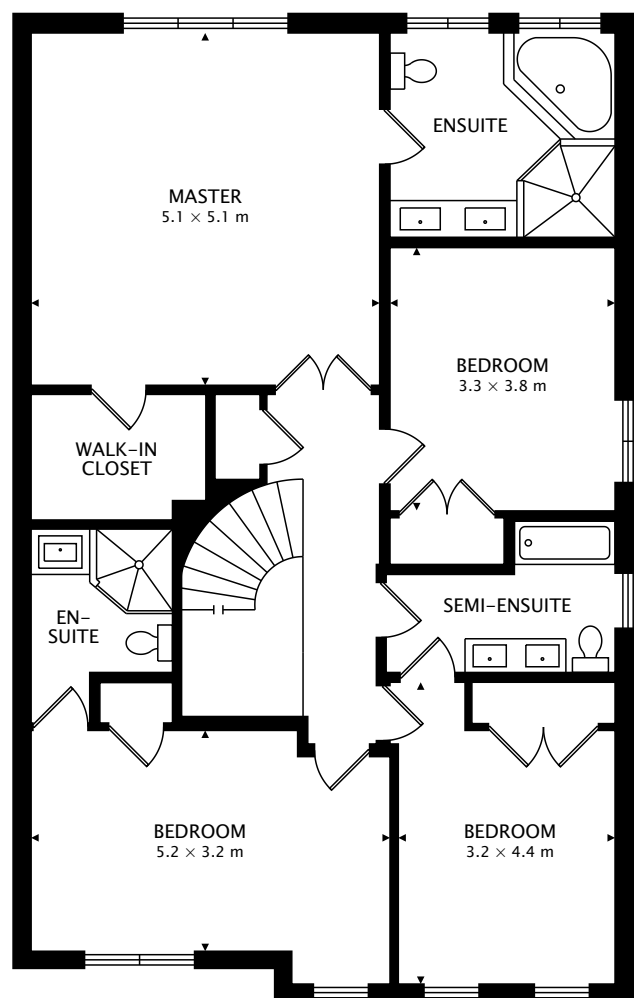 ENSUITE
MASTER
5.1 × 5.1 m
BEDROOM
3.3 × 3.8 m
WALK-IN
CLOSET
EN-
SUITE
SEMI-ENSUITE
BEDROOM
5.2 × 3.2 m
BEDROOM
3.2 × 4.4 m